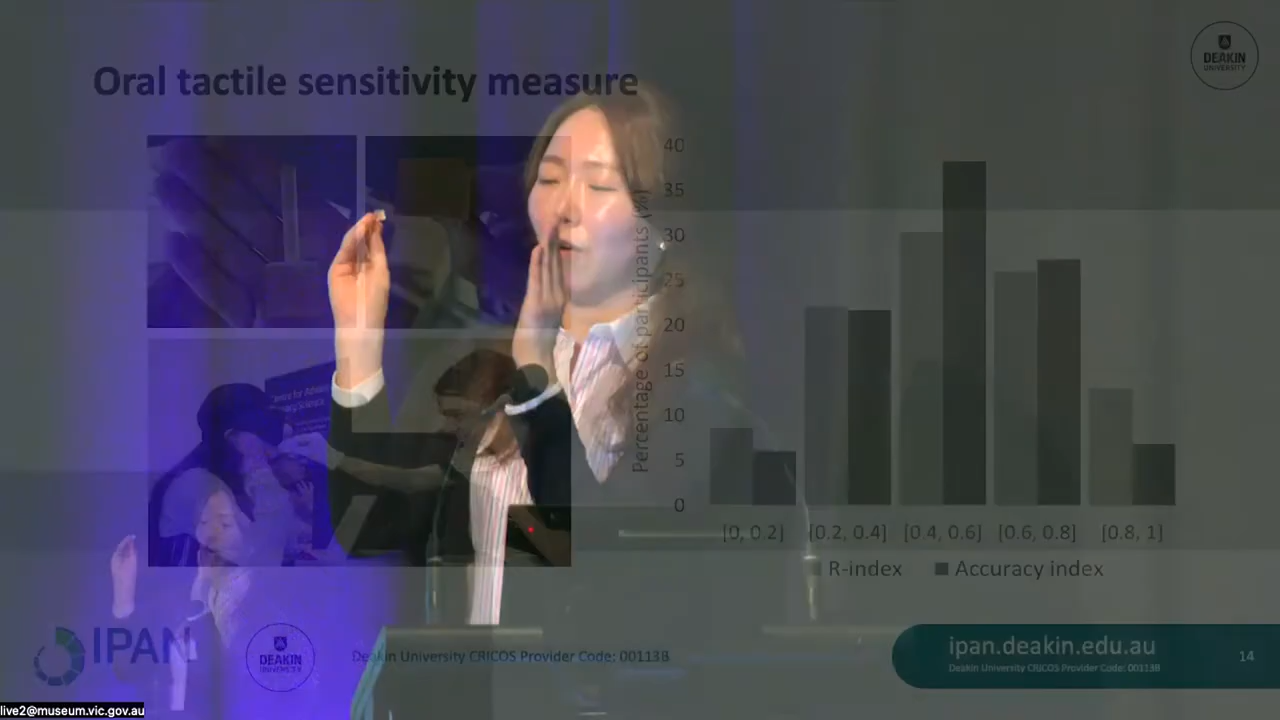 Oral tactile sensitivity measure
DEAKIN
UNIVERSITY
40
35
30
25
20
15
10
5
0
Percentage of participants (%)
[0, 0.2]
[0.2, 0.4]
[0.4, 0.6]
[0.6, 0.8]
[0.8, 1]
R-index
Accuracy index
IPAN
DEAKIN
UNIVERSITY
Deakin University CRICOS Provider Code: 00113B
ipan.deakin.edu.au
Deakin University CRICOS Provider Code: 00113B
14
live2@museum.vic.gov.au